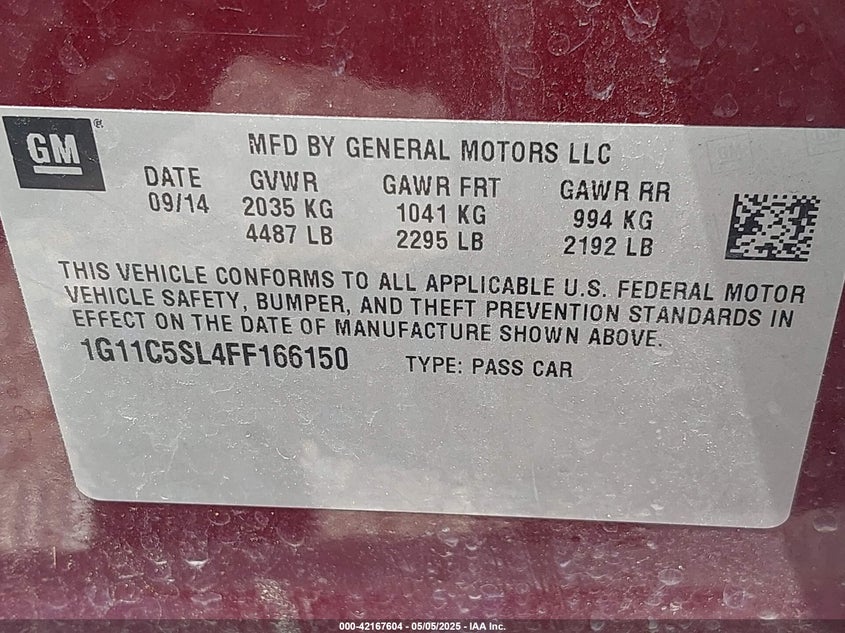 GM®
MFD BY GENERAL MOTORS LLC
DATE GVWR GAWR FRT GAWR RR
09/14 2035 KG 1041 KG 994 KG
4487 LB 2295 LB 2192 LB
THIS VEHICLE CONFORMS TO ALL APPLICABLE U.S. FEDERAL MOTOR
VEHICLE SAFETY, BUMPER, AND THEFT PREVENTION STANDARDS IN
EFFECT ON THE DATE OF MANUFACTURE SHOWN ABOVE.
1G11C5SL4FF166150 TYPE: PASS CAR
000-42167604 - 05/05/2025 - IAA Inc.